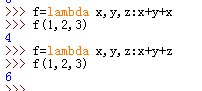 >>> f=lambda x,y,z:x+y+x
>>> f(1,2,3)
4
>>> f=lambda x,y,z:x+y+z
>>> f(1,2,3)
6
>>>